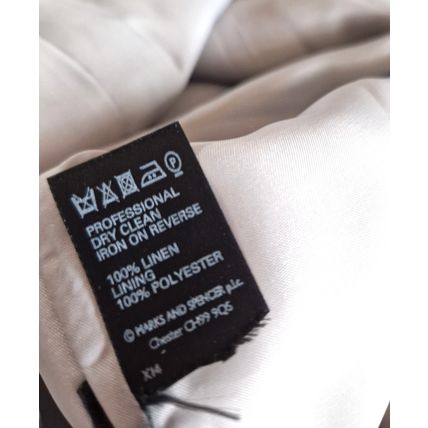 P
PROFESSIONAL
DRY CLEAN
IRON ON REVERSE
100% LINEN
LINING
100% POLYESTER
© MARKS AND SPENCER p.l.c.
Chester CH99 9QS